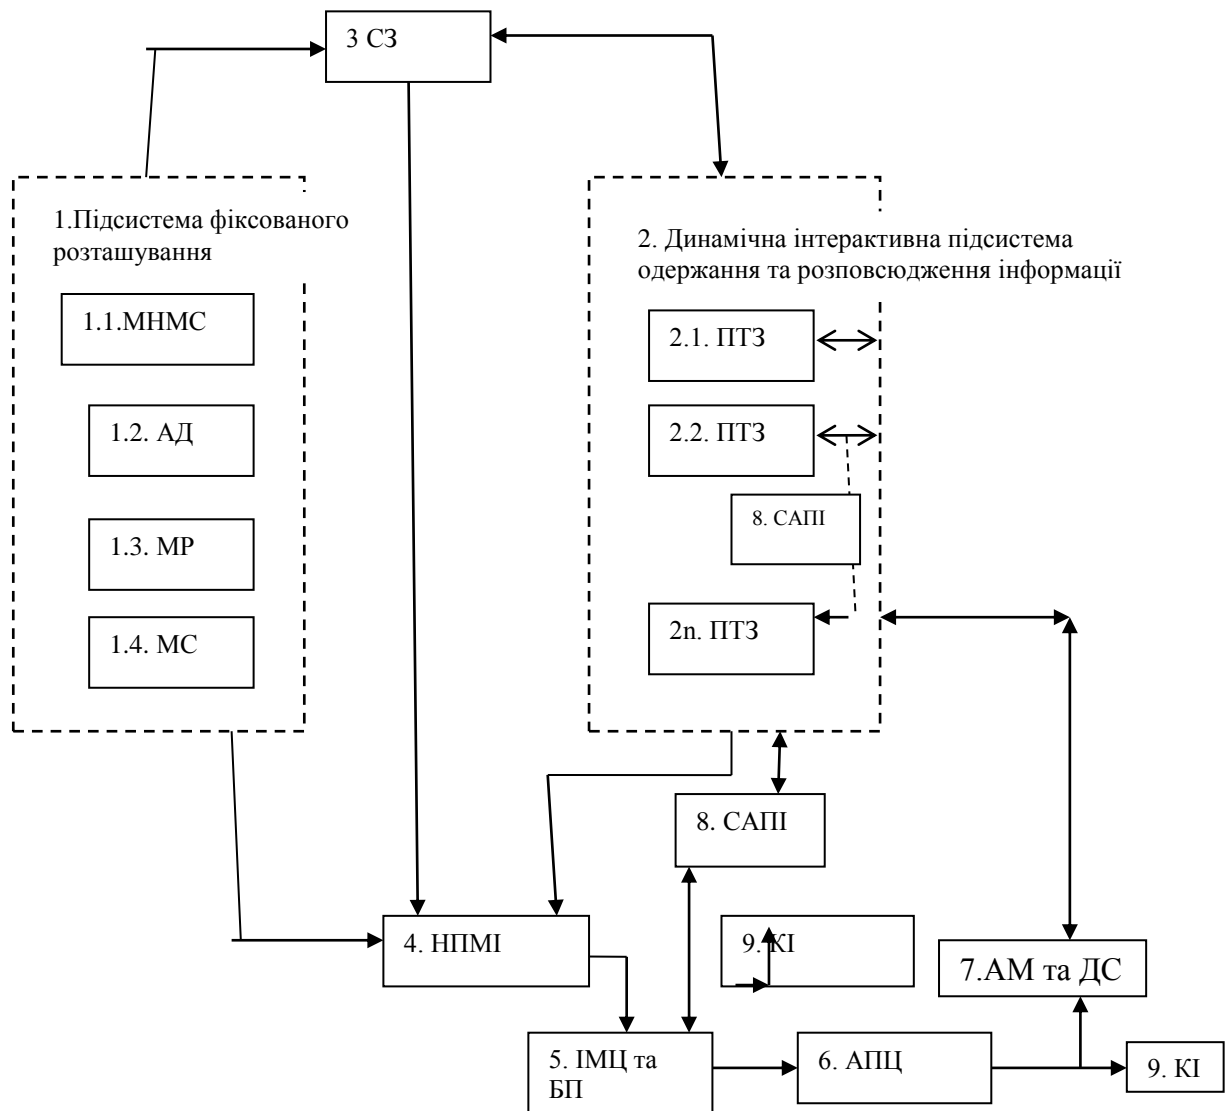 3 СЗ
1.Підсистема фіксованого
розташування
2. Динамічна інтерактивна підсистема
одержання та розповсюдження інформації
1.1.МНМС
2.1. ПТЗ
1.2. АД
2.2. ПТЗ
8. САПІ
1.3. МР
1.4. МС
2n. ПТЗ
8. САПІ
4. НПМІ
9. КІ
7.АМ та ДС
5. ІМЦ та
БП
6. АПЦ
9. КІ